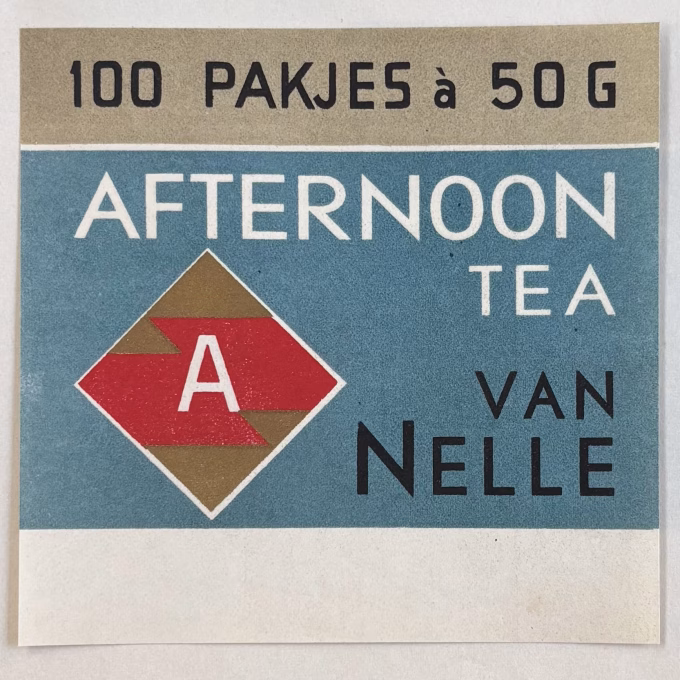 100 PAKJES à 50 G
AFTERNOON
TEA
A
VAN
NELLE